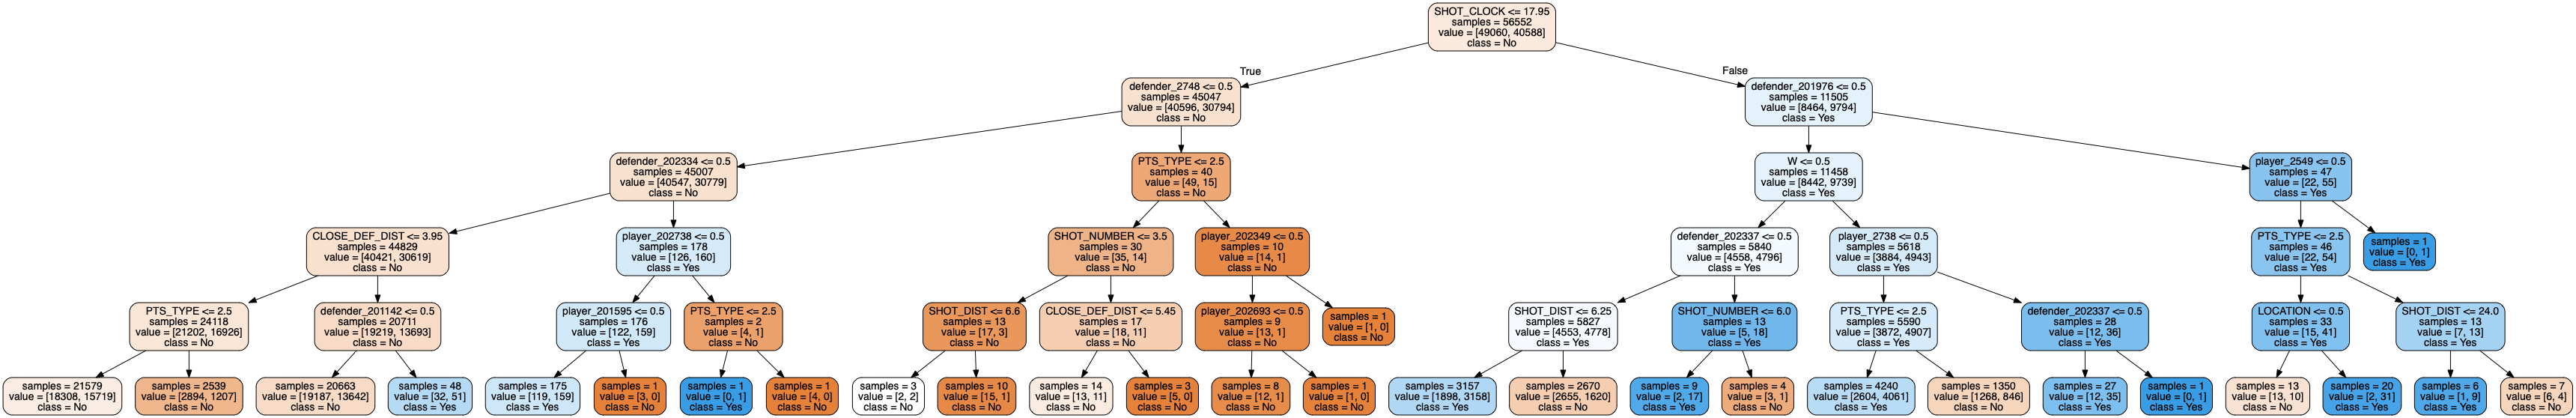 SHOT_CLOCK <= 17.95
samples = 56552
value = [49060, 40588]
class = No
True
False
defender_2748 <= 0.5
samples = 45047
value = [40596, 30794]
class = No
defender_201976 <= 0.5
samples = 11505
value = [8464, 9794]
class = Yes
defender_202334 <= 0.5
samples = 45007
value = [40547, 30779]
class = No
PTS_TYPE <= 2.5
samples = 40
value = [49, 15]
class = No
W <= 0.5
samples = 11458
value = [8442, 9739]
class = Yes
player_2549 <= 0.5
samples = 47
value = [22, 55]
class = Yes
CLOSE_DEF_DIST <= 3.95
samples = 44829
value = [40421, 30619]
class = No
player_202738 <= 0.5
samples = 178
value = [126, 160]
class = Yes
SHOT_NUMBER <= 3.5
samples = 30
value = [35, 14]
class = No
player_202349 <= 0.5
samples = 10
value = [14, 1]
class = No
defender_202337 <= 0.5
samples = 5840
value = [4558, 4796]
class = Yes
player_2738 <= 0.5
samples = 5618
value = [3884, 4943]
class = Yes
PTS_TYPE <= 2.5
samples = 46
value = [22, 54]
class = Yes
samples = 1
value = [0, 1]
class = Yes
PTS_TYPE <= 2.5
samples = 24118
value = [21202, 16926]
class = No
defender_201142 <= 0.5
samples = 20711
value = [19219, 13693]
class = No
player_201595 <= 0.5
samples = 176
value = [122, 159]
class = Yes
PTS_TYPE <= 2.5
samples = 2
value = [4, 1]
class = No
SHOT_DIST <= 6.6
samples = 13
value = [17, 3]
class = No
CLOSE_DEF_DIST <= 5.45
samples = 17
value = [18, 11]
class = No
player_202693 <= 0.5
samples = 9
value = [13, 1]
class = No
samples = 1
value = [1, 0]
class = No
SHOT_DIST <= 6.25
samples = 5827
value = [4553, 4778]
class = Yes
SHOT_NUMBER <= 6.0
samples = 13
value = [5, 18]
class = Yes
PTS_TYPE <= 2.5
samples = 5590
value = [3872, 4907]
class = Yes
defender_202337 <= 0.5
samples = 28
value = [12, 36]
class = Yes
LOCATION <= 0.5
samples = 33
value = [15, 41]
class = Yes
SHOT_DIST <= 24.0
samples = 13
value = [7, 13]
class = Yes
samples = 21579
value = [18308, 15719]
class = No
samples = 2539
value = [2894, 1207]
class = No
samples = 20663
value = [19187, 13642]
class = No
samples = 48
value = [32, 51]
class = Yes
samples = 175
value = [119, 159]
class = Yes
samples = 1
value = [3, 0]
class = No
samples = 1
value = [0, 1]
class = Yes
samples = 1
value = [4, 0]
class = No
samples = 3
value = [2, 2]
class = No
samples = 10
value = [15, 1]
class = No
samples = 14
value = [13, 11]
class = No
samples = 3
value = [5, 0]
class = No
samples = 8
value = [12, 1]
class = No
samples = 1
value = [1, 0]
class = No
samples = 3157
value = [1898, 3158]
class = Yes
samples = 2670
value = [2655, 1620]
class = No
samples = 9
value = [2, 17]
class = Yes
samples = 4
value = [3, 1]
class = No
samples = 4240
value = [2604, 4061]
class = Yes
samples = 1350
value = [1268, 846]
class = No
samples = 27
value = [12, 35]
class = Yes
samples = 1
value = [0, 1]
class = Yes
samples = 13
value = [13, 10]
class = No
samples = 20
value = [2, 31]
class = Yes
samples = 6
value = [1, 9]
class = Yes
samples = 7
value = [6, 4]
class = No